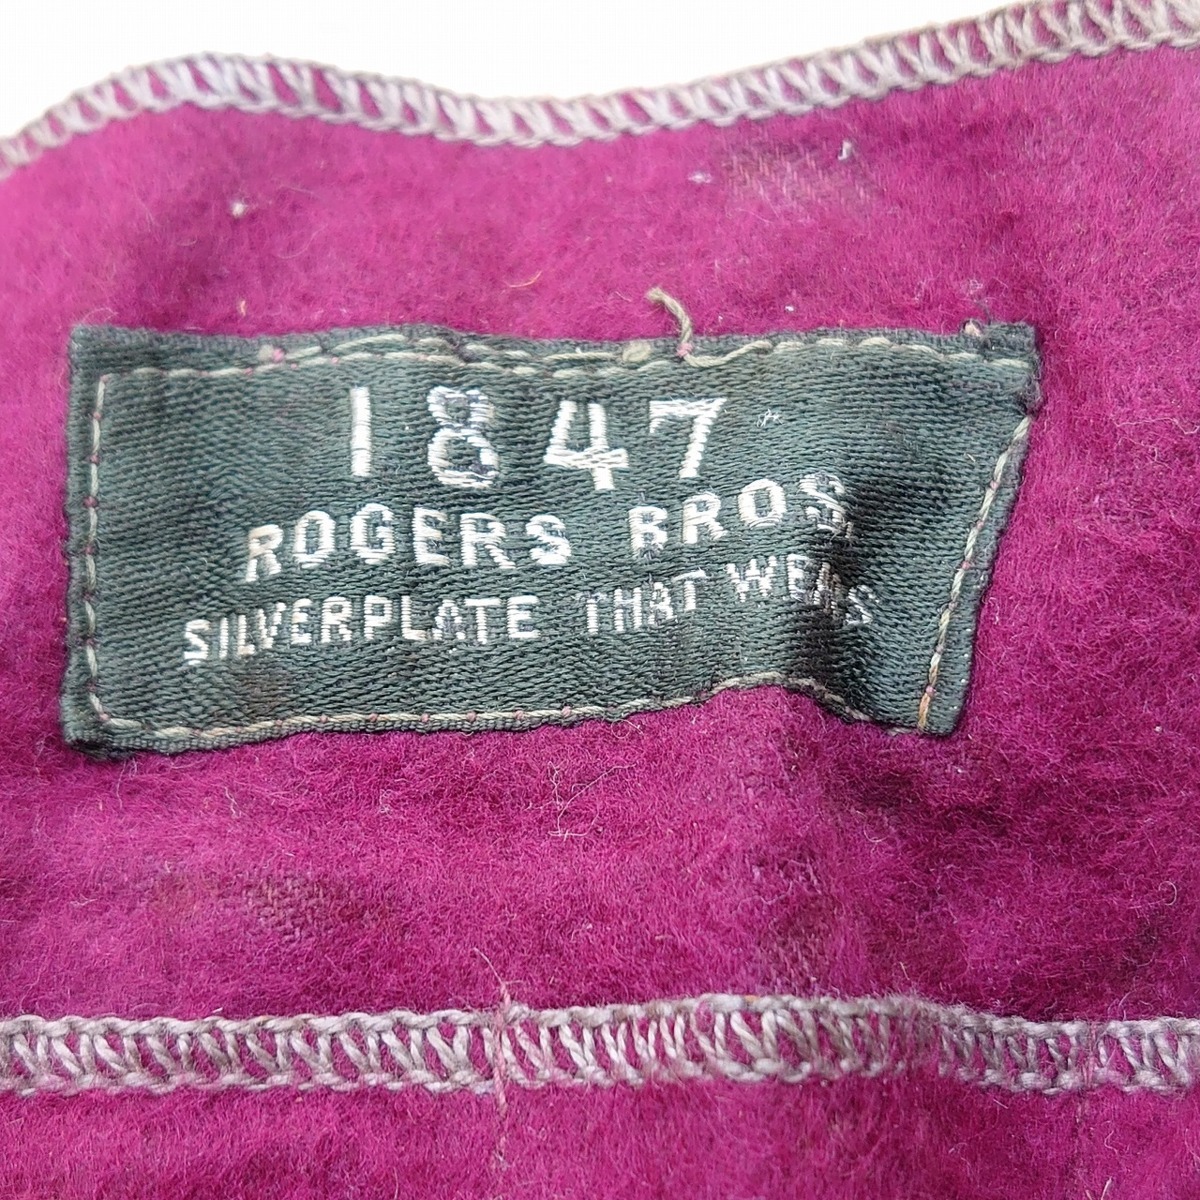 1847
ROGERS BROS.
SILVERPLATE THAT WEARS